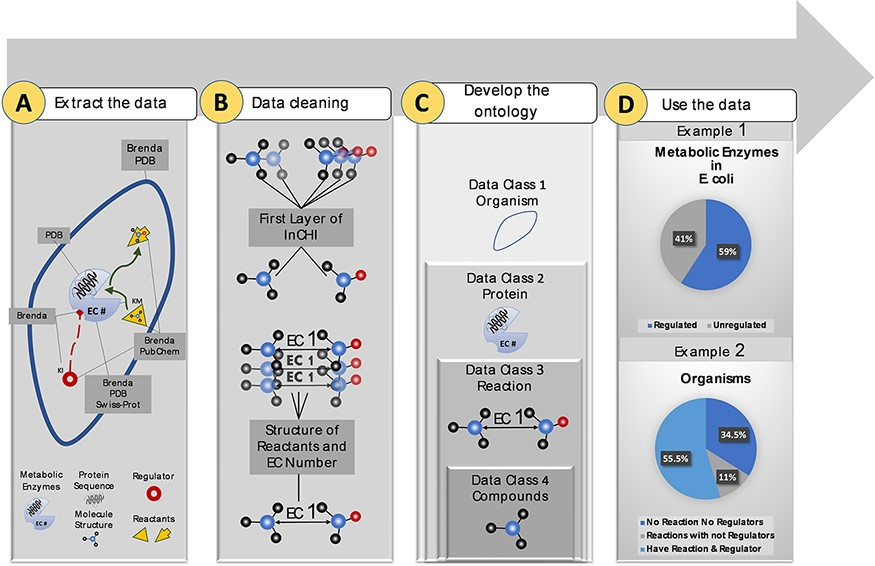 A
Extract the data
Brenda
PDB
PDB
KM
EC #
Brenda
Brenda
PubChem
KI
Brenda
PDB
Swiss-Prot
Metabolic
Enzymes
EC #
Protein
Sequence
Molecule
Structure
Regulator
Reactants
B
Data cleaning
First Layer of
InCHI
EC 1
EC 1
EC 1
Structure of
Reactants and
EC Number
EC 1
C
Develop the
ontology
Data Class 1
Organism
Data Class 2
Protein
EC #
Data Class 3
Reaction
EC 1
Data Class 4
Compounds
D
Use the data
Example 1
Metabolic Enzymes
in
E. coli
41%
59%
Regulated Unregulated
Example 2
Organisms
34.5%
55.5%
11%
No Reaction No Regulators
Reactions with not Regulators
Have Reaction & Regulator